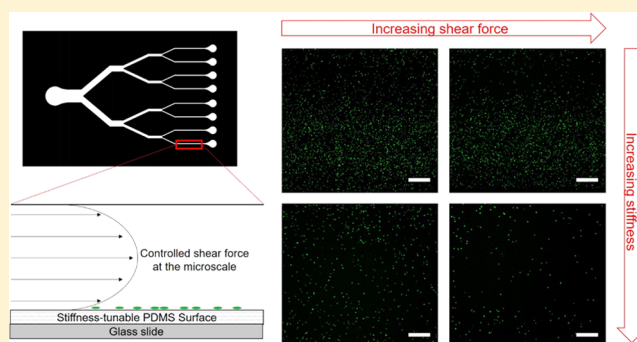 Increasing shear force
Increasing stiffness
Controlled shear force
at the microscale
Stiffness-tunable PDMS Surface
Glass slide